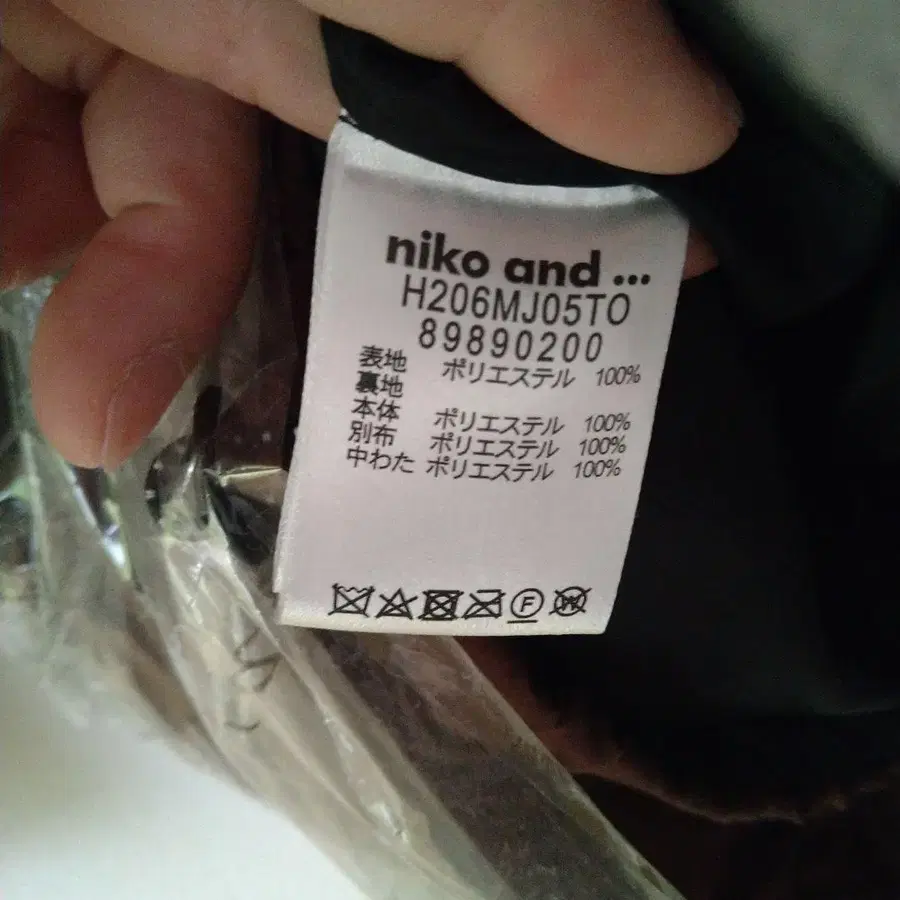 niko and ...
H206MJ05TO
89890200
表地 ポリエステル 100%
裏地
本体 ポリエステル 100%
別布 ポリエステル 100%
中わた ポリエステル 100%
F
W